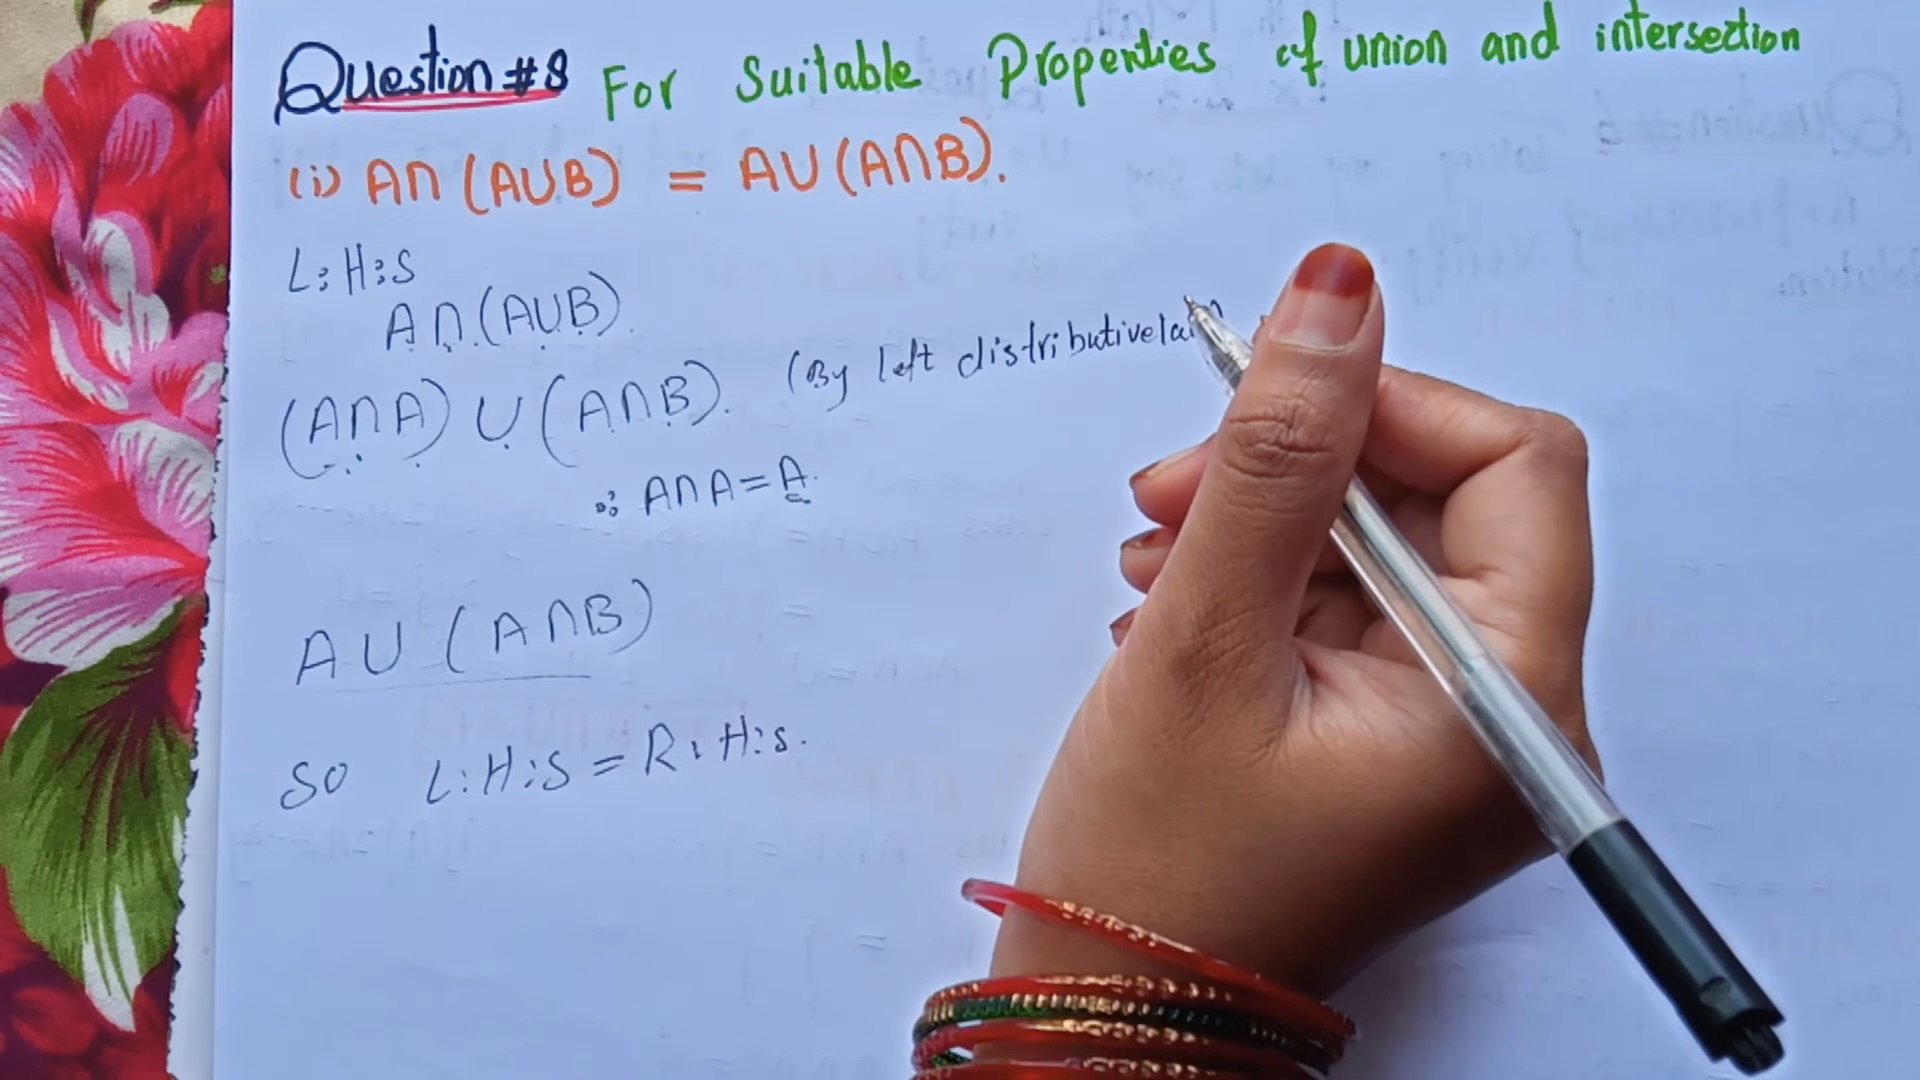 Question #8 For Suitable Properties of union and intersection
(i) A∩(A∪B) = A∪(A∩B).
L:H:S
A∩(A∪B).
(A∩A)∪(A∩B). (By left distributive
∴ A∩A=A.
A∪(A∩B)
So L:H:S=R:H:S.